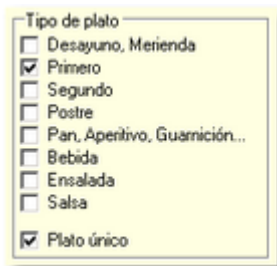 Tipo de plato
Desayuno, Merienda
Primero
Segundo
Postre
Pan, Aperitivo, Guarnición...
Bebida
Ensalada
Salsa
Plato único